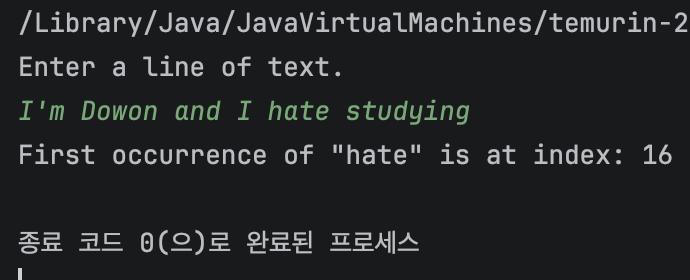 /Library/Java/JavaVirtualMachines/temurin-2
Enter a line of text.
I'm Dowon and I hate studying
First occurrence of "hate" is at index: 16
종료 코드 0(으)로 완료된 프로세스